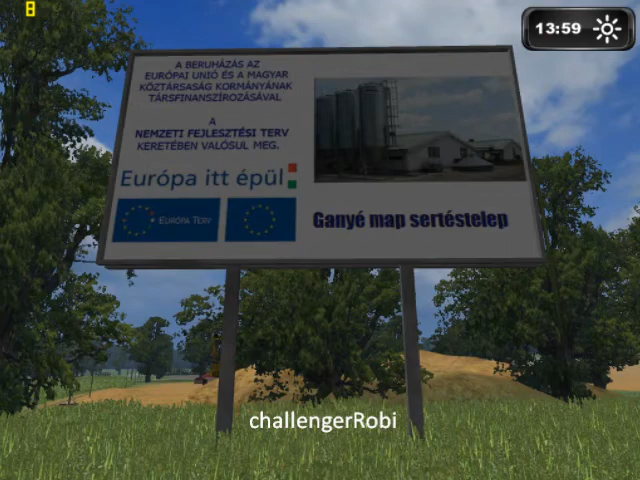 8
13:59
A BERUHÁZÁS AZ
EURÓPAI UNIÓ ÉS A MAGYAR
KÖZTÁRSASÁG KORMÁNYÁNAK
TÁRSFINANSZÍROZÁSÁVAL
A
NEMZETI FEJLESZTÉSI TERV
KERETÉBEN VALÓSUL MEG.
Európa itt épül
EURÓPA TERV
Ganyé map sertéstelep
challengerRobi